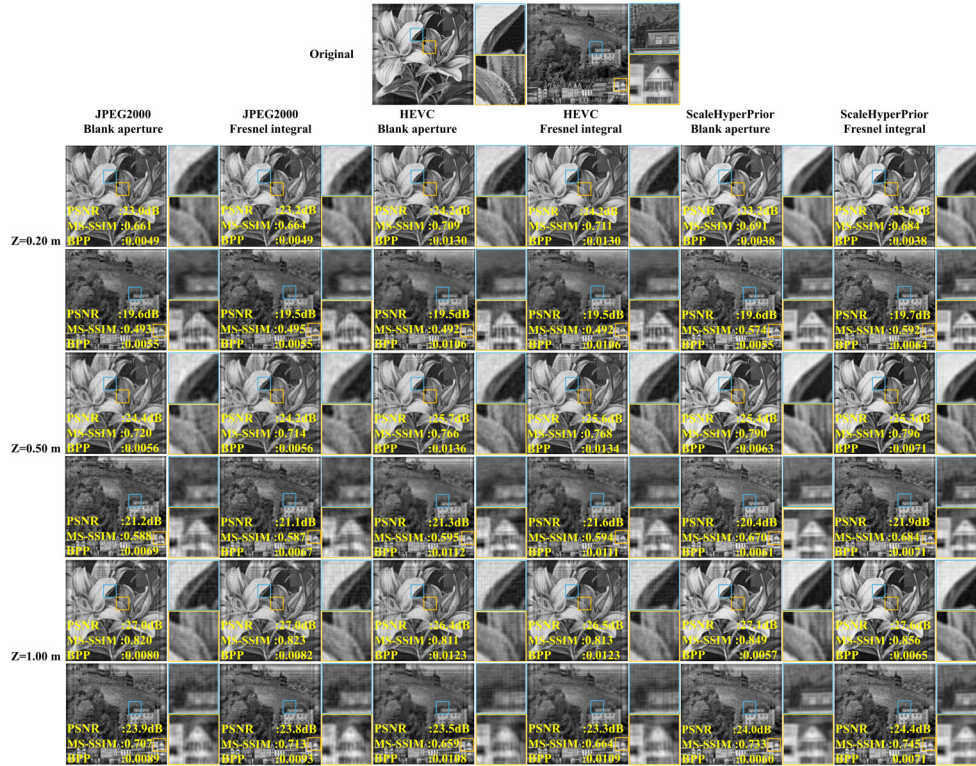 Original
JPEG2000 JPEG2000 HEVC HEVC ScaleHyperPrior ScaleHyperPrior
Blank aperture Fresnel integral Blank aperture Fresnel integral Blank aperture Fresnel integral
PSNR :23.0dB PSNR :23.2dB PSNR :24.2dB PSNR :24.2dB PSNR :23.2dB PSNR :23.0dB
MS-SSIM :0.661 MS-SSIM :0.664 MS-SSIM :0.709 MS-SSIM :0.711 MS-SSIM :0.691 MS-SSIM :0.684
Z=0.20 m BPP :0.0049 BPP :0.0049 BPP :0.0130 BPP :0.0130 BPP :0.0038 BPP :0.0038
PSNR :19.6dB PSNR :19.5dB PSNR :19.5dB PSNR :19.5dB PSNR :19.6dB PSNR :19.7dB
MS-SSIM :0.493 MS-SSIM :0.495 MS-SSIM :0.492 MS-SSIM :0.492 MS-SSIM :0.574 MS-SSIM :0.592
BPP :0.0055 BPP :0.0055 BPP :0.0106 BPP :0.0106 BPP :0.0055 BPP :0.0064
PSNR :24.4dB PSNR :24.2dB PSNR :25.7dB PSNR :25.6dB PSNR :25.4dB PSNR
MS-SSIM :0.720 MS-SSIM :0.714 MS-SSIM :0.766 MS-SSIM :0.768 MS-SSIM :0.790 MS-SSIM :0.796
Z=0.50 m BPP :0.0056 BPP :0.0056 BPP :0.0136 BPP :0.0134 BPP :0.0063 BPP :0.0071
PSNR :21.2dB PSNR :21.1dB PSNR :21.3dB PSNR :21.6dB PSNR :20.4dB PSNR :21.9dB
MS-SSIM :0.588 MS-SSIM :0.587 MS-SSIM :0.595 MS-SSIM :0.594 MS-SSIM :0.670 MS-SSIM :0.684
BPP :0.0069 BPP :0.0067 BPP :0.0112 BPP :0.0111 BPP :0.0061 BPP :0.0071
PSNR :27.0dB PSNR :27.0dB PSNR :26.4dB PSNR :26.5dB PSNR :27.1dB PSNR :27.6dB
MS-SSIM :0.820 MS-SSIM :0.823 MS-SSIM :0.811 MS-SSIM :0.813 MS-SSIM :0.849 MS-SSIM :0.856
Z=1.00 m BPP :0.0080 BPP :0.0082 BPP :0.0123 BPP :0.0123 BPP :0.0057 BPP :0.0065
PSNR :23.9dB PSNR :23.8dB PSNR :23.5dB PSNR :23.3dB PSNR :24.0dB PSNR :24.4dB
MS-SSIM :0.707 MS-SSIM :0.713 MS-SSIM :0.659 MS-SSIM :0.664 MS-SSIM :0.733 MS-SSIM :0.745
BPP :0.0089 BPP :0.0093 BPP :0.0108 BPP :0.0109 BPP :0.0060 BPP :0.0071